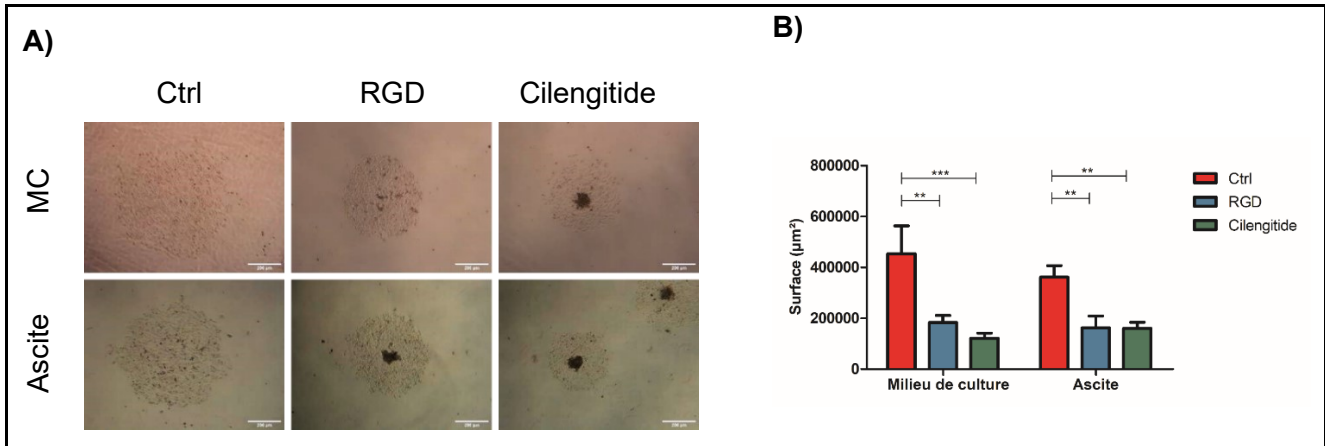 A)
Ctrl RGD Cilengitide
MC
Ascite
B)
800000
600000
400000
200000
0
Surface (µm²)
*** 
**
**
**
Milieu de culture Ascite
Ctrl
RGD
Cilengitide